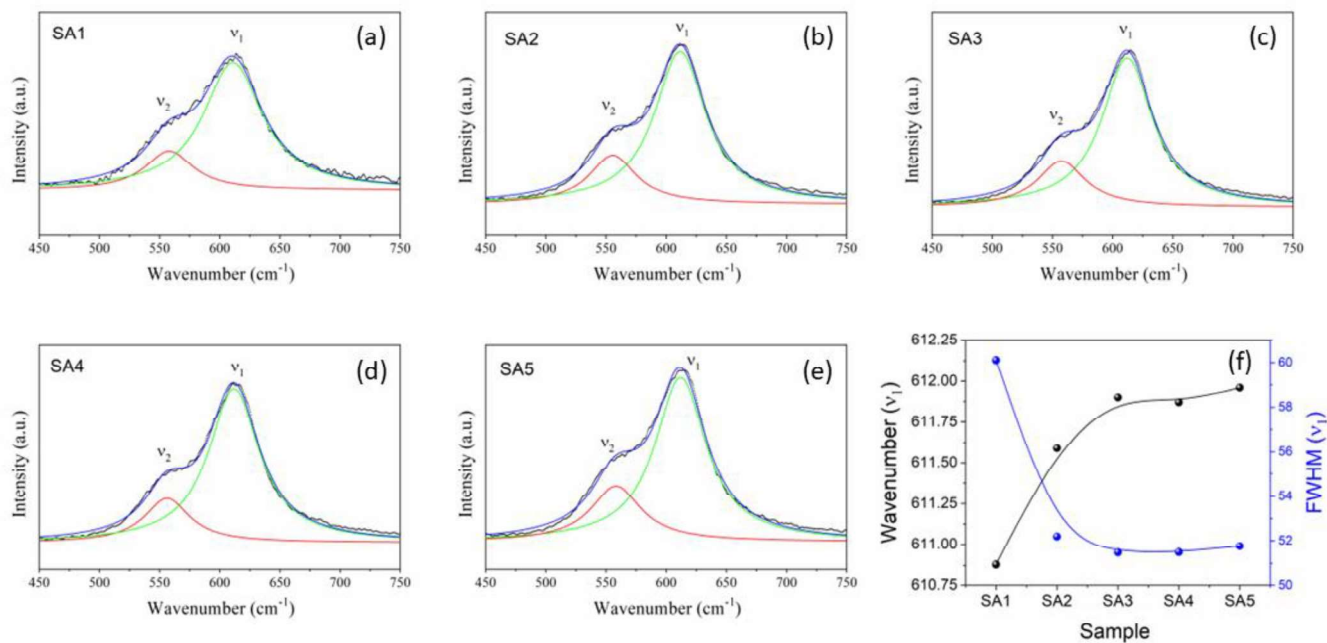 SA1
ν1
(a)
ν2
Intensity (a.u.)
450 500 550 600 650 700 750
Wavenumber (cm-1)
SA2
ν1
(b)
ν2
Intensity (a.u.)
450 500 550 600 650 700 750
Wavenumber (cm-1)
SA3
ν1
(c)
ν2
Intensity (a.u.)
450 500 550 600 650 700 750
Wavenumber (cm-1)
SA4
ν1
(d)
ν2
Intensity (a.u.)
450 500 550 600 650 700 750
Wavenumber (cm-1)
SA5
ν1
(e)
ν2
Intensity (a.u.)
450 500 550 600 650 700 750
Wavenumber (cm-1)
(f)
Wavenumber (ν1)
612.25
612.00
611.75
611.50
611.25
611.00
610.75
60
58
56
54
52
50
FWHM (ν1)
SA1 SA2 SA3 SA4 SA5
Sample